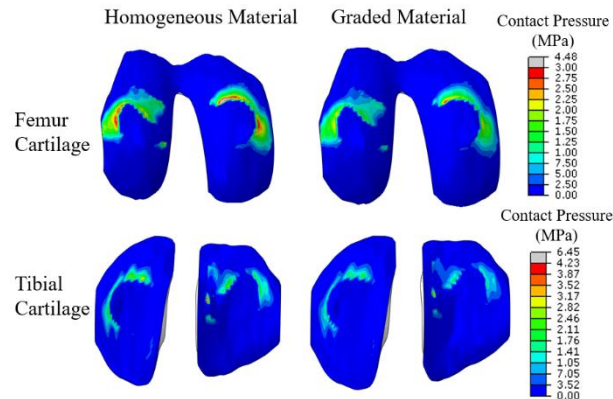 Homogeneous Material
Graded Material
Contact Pressure
(MPa)
4.48
3.00
2.75
2.50
2.25
2.00
1.75
1.50
1.25
1.00
7.50
5.00
2.50
0.00
Femur
Cartilage
Contact Pressure
(MPa)
6.45
4.23
3.87
3.52
3.17
2.82
2.46
2.11
1.76
1.41
1.05
7.05
3.52
0.00
Tibial
Cartilage